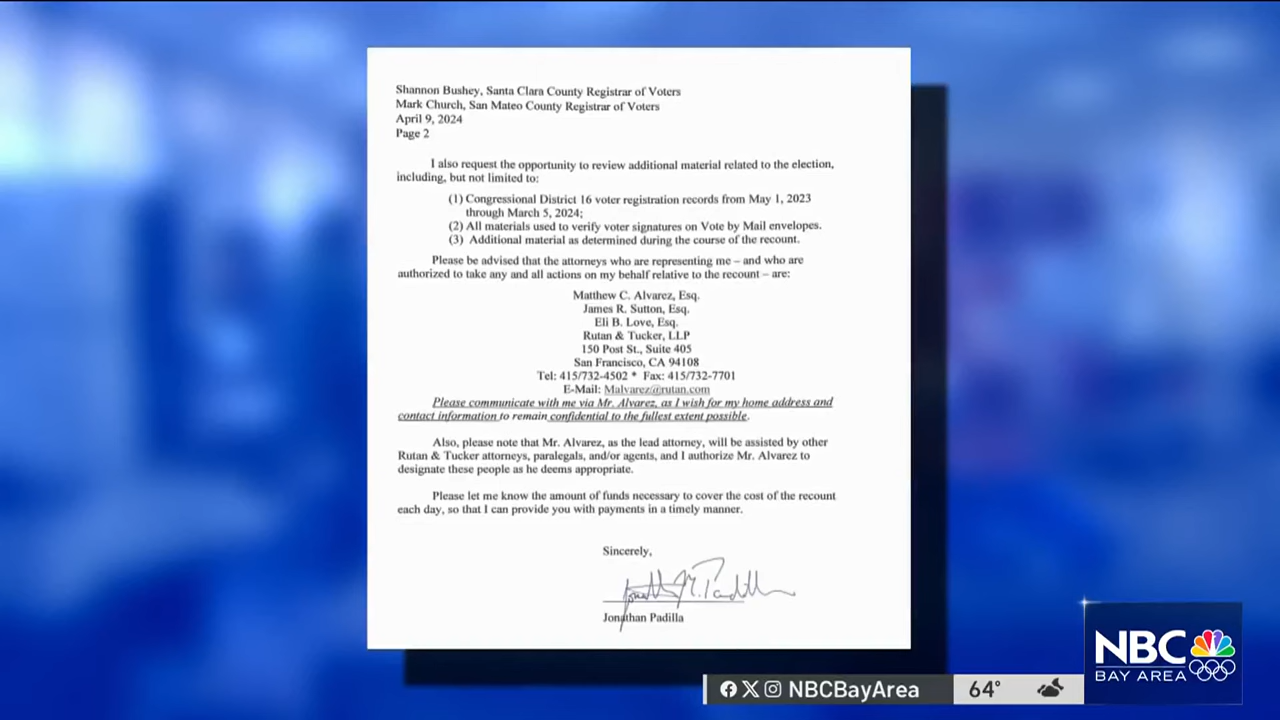 Shannon Bushey, Santa Clara County Registrar of Voters
Mark Church, San Mateo County Registrar of Voters
April 9, 2024
Page 2
I also request the opportunity to review additional material related to the election,
including, but not limited to:
(1) Congressional District 16 voter registration records from May 1, 2023
through March 5, 2024;
(2) All materials used to verify voter signatures on Vote by Mail envelopes.
(3) Additional material as determined during the course of the recount.
Please be advised that the attorneys who are representing me – and who are
authorized to take any and all actions on my behalf relative to the recount – are:
Matthew C. Alvarez, Esq.
James R. Sutton, Esq.
Eli B. Love, Esq.
Rutan & Tucker, LLP
150 Post St., Suite 405
San Francisco, CA 94108
Tel: 415/732-4502 * Fax: 415/732-7701
E-Mail: Malvarez@rutan.com
Please communicate with me via Mr. Alvarez, as I wish for my home address and
contact information to remain confidential to the fullest extent possible.
Also, please note that Mr. Alvarez, as the lead attorney, will be assisted by other
Rutan & Tucker attorneys, paralegals, and/or agents, and I authorize Mr. Alvarez to
designate these people as he deems appropriate.
Please let me know the amount of funds necessary to cover the cost of the recount
each day, so that I can provide you with payments in a timely manner.
Sincerely,
Jonathan M. Padilla
Jonathan Padilla
NBCBayArea
64°
NBC
BAY AREA